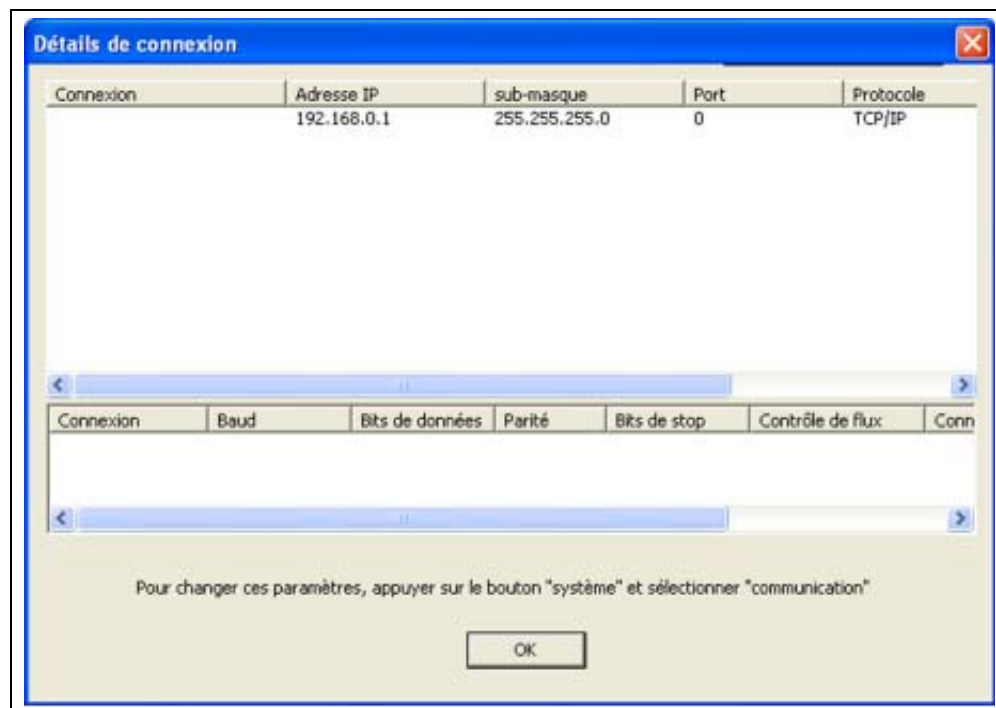 Détails de connexion
Connexion Adresse IP sub-masque Port Protocole
192.168.0.1 255.255.255.0 0 TCP/IP
Connexion Baud Bits de données Parité Bits de stop Contrôle de flux Conn
Pour changer ces paramètres, appuyer sur le bouton "système" et sélectionner "communication"
OK